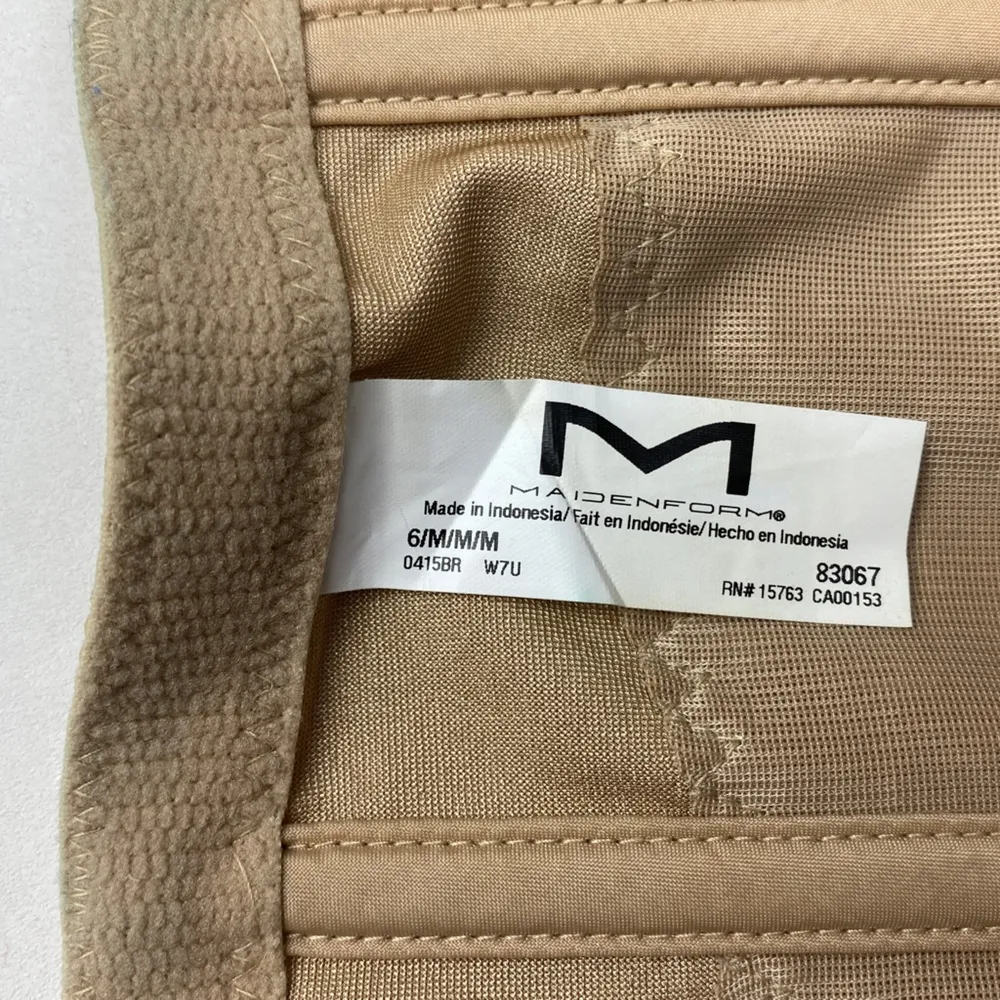 M
MAIDENFORM®
Made in Indonesia/Fait en Indonésie/Hecho en Indonesia
6/M/M/M
83067
0415BR W7U
RN# 15763 CA00153